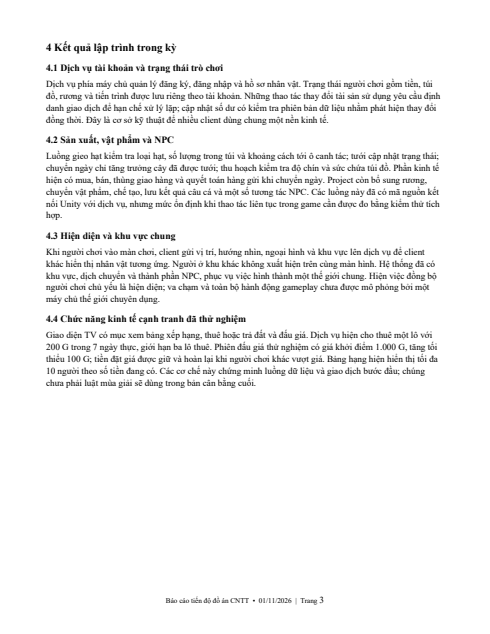 4 Kết quả lập trình trong kỳ
4.1 Dịch vụ tài khoản và trạng thái trò chơi
Dịch vụ phía máy chủ quản lý đăng ký, đăng nhập và hồ sơ nhân vật. Trạng thái người chơi gồm tiền, túi
đồ, rương và tiến trình được lưu riêng theo tài khoản. Những thao tác thay đổi tài sản sử dụng yêu cầu định
danh giao dịch để hạn chế xử lý lặp; cập nhật số dư có kiểm tra phiên bản dữ liệu nhằm phát hiện thay đổi
đồng thời. Đây là cơ sở kỹ thuật để nhiều client dùng chung một nền kinh tế.
4.2 Sản xuất, vật phẩm và NPC
Luồng gieo hạt kiểm tra loại hạt, số lượng trong túi và khoảng cách tới ô canh tác; tưới cập nhật trạng thái;
chuyển ngày chỉ tăng trưởng cây đã được tưới; thu hoạch kiểm tra độ chín và sức chứa túi đồ. Phần kinh tế
hiện có mua, bán, thùng giao hàng và quyết toán hàng gửi khi chuyển ngày. Project còn bổ sung rương,
chuyển vật phẩm, chế tạo, lưu kết quả câu cá và một số tương tác NPC. Các luồng này đã có mã nguồn kết
nối Unity với dịch vụ, nhưng mức ổn định khi thao tác liên tục trong game cần được đo bằng kiểm thử tích
hợp.
4.3 Hiện diện và khu vực chung
Khi người chơi vào màn chơi, client gửi vị trí, hướng nhìn, ngoại hình và khu vực lên dịch vụ để client
khác hiển thị nhân vật tương ứng. Người ở khu khác không xuất hiện trên cùng màn hình. Hệ thống đã có
khu vực, dịch chuyển và thành phần NPC, phục vụ việc hình thành một thế giới chung. Hiện việc đồng bộ
người chơi chủ yếu là hiện diện; va chạm và toàn bộ hành động gameplay chưa được mô phỏng bởi một
máy chủ thế giới chuyên dụng.
4.4 Chức năng kinh tế cạnh tranh đã thử nghiệm
Giao diện TV có mục xem bảng xếp hạng, thuê hoặc trả đất và đấu giá. Dịch vụ hiện cho thuê một lô với
200 G trong 7 ngày thực, giới hạn ba lô thuê. Phiên đấu giá thử nghiệm có giá khởi điểm 1.000 G, tăng tối
thiểu 100 G; tiền đặt giá được giữ và hoàn lại khi người chơi khác vượt giá. Bảng hạng hiện hiển thị tối đa
10 người theo số tiền đang có. Các cơ chế này chứng minh luồng dữ liệu và giao dịch bước đầu; chúng
chưa phải luật mùa giải sẽ dùng trong bản cân bằng cuối.
Báo cáo tiến độ đồ án CNTT • 01/11/2026 | Trang 3